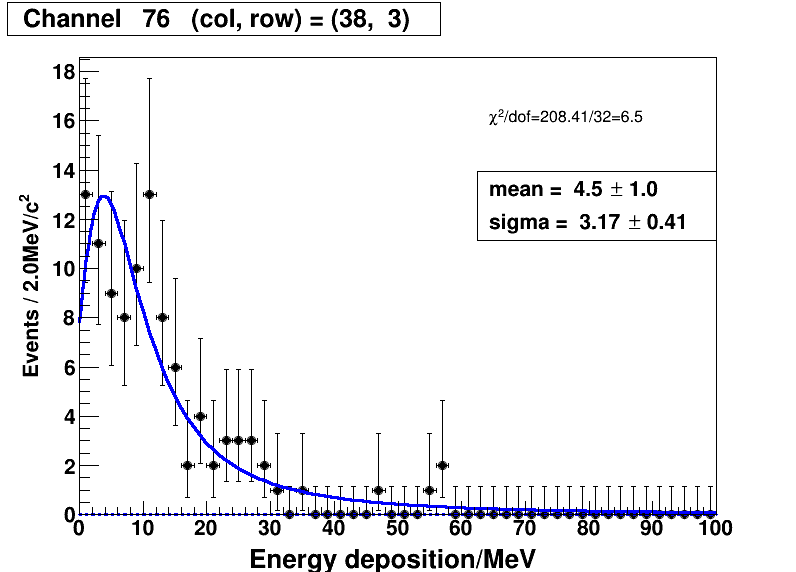 Channel 76 (col, row) = (38, 3)
Events / 2.0MeV/c²
18
16
14
12
10
8
6
4
2
0
χ²/dof=208.41/32=6.5
mean = 4.5 ± 1.0
sigma = 3.17 ± 0.41
0 10 20 30 40 50 60 70 80 90 100
Energy deposition/MeV